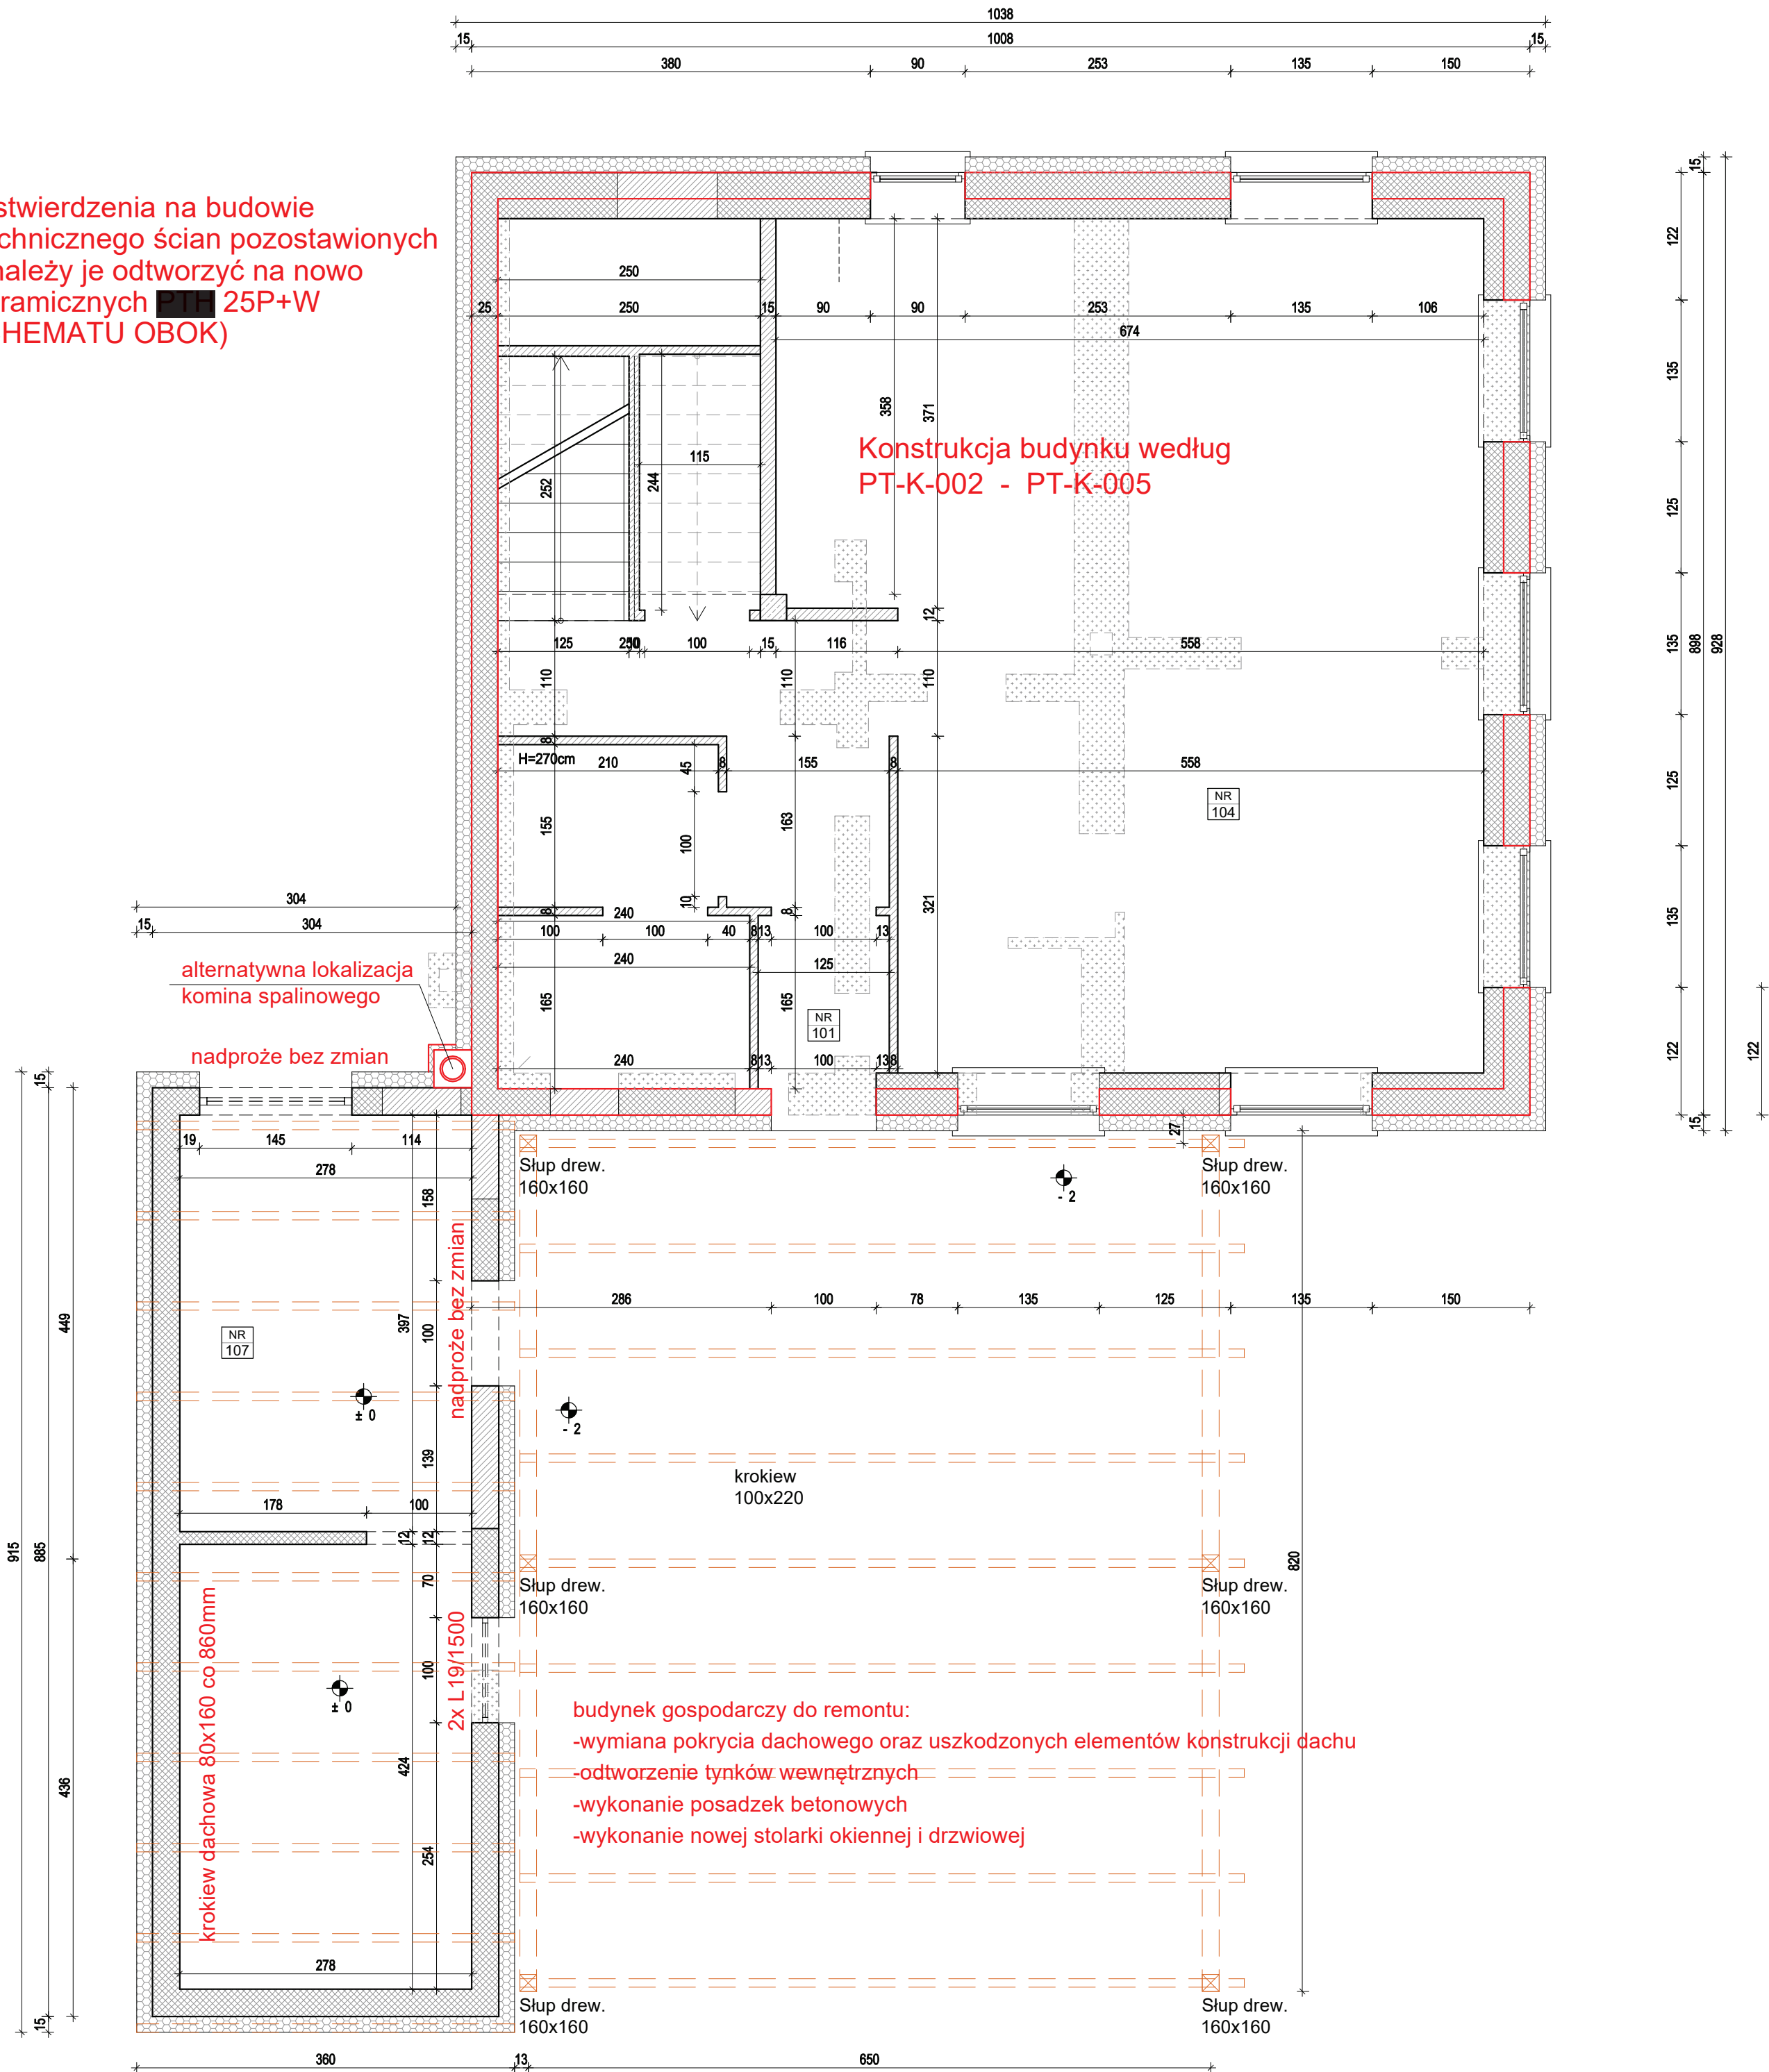 1038
15 1008 15
380 90 253 135 150
stwierdzenia na budowie
chnicznego ścian pozostawionych
należy je odtworzyć na nowo
ramicznych PTH 25P+W
HEMATU OBOK)
15
122
250
25 250 15 90 90 253 135 106
674
135
358
371
Konstrukcja budynku według
PT-K-002 - PT-K-005
115
252
244
125
12
125 100 15 116 558
135
898
928
110
110
110
8
H=270cm
210
45
8
155
8
558
125
NR
104
155
163
100
10
321
135
304
15 304
8
240
8
100 100 40 8 13 100 13
240
125
alternatywna lokalizacja
komina spalinowego
165
165
NR
101
nadproże bez zmian
240 8 13 100 13 8
122
122
15
15
27
19 145 114
278
158
Słup drew.
160x160
- 2
Słup drew.
160x160
nadproże bez zmian
286 100 78 135 125 135 150
449
397
100
NR
107
± 0
- 2
139
krokiew
100x220
178 100
12
12
915
885
820
70
Słup drew.
160x160
Słup drew.
160x160
krokiew dachowa 80x160 co 860mm
2x L19/1500
100
± 0
budynek gospodarczy do remontu:
-wymiana pokrycia dachowego oraz uszkodzonych elementów konstrukcji dachu
-odtworzenie tynków wewnętrznych
-wykonanie posadzek betonowych
-wykonanie nowej stolarki okiennej i drzwiowej
436
424
254
278
15
Słup drew.
160x160
Słup drew.
160x160
360 13 650